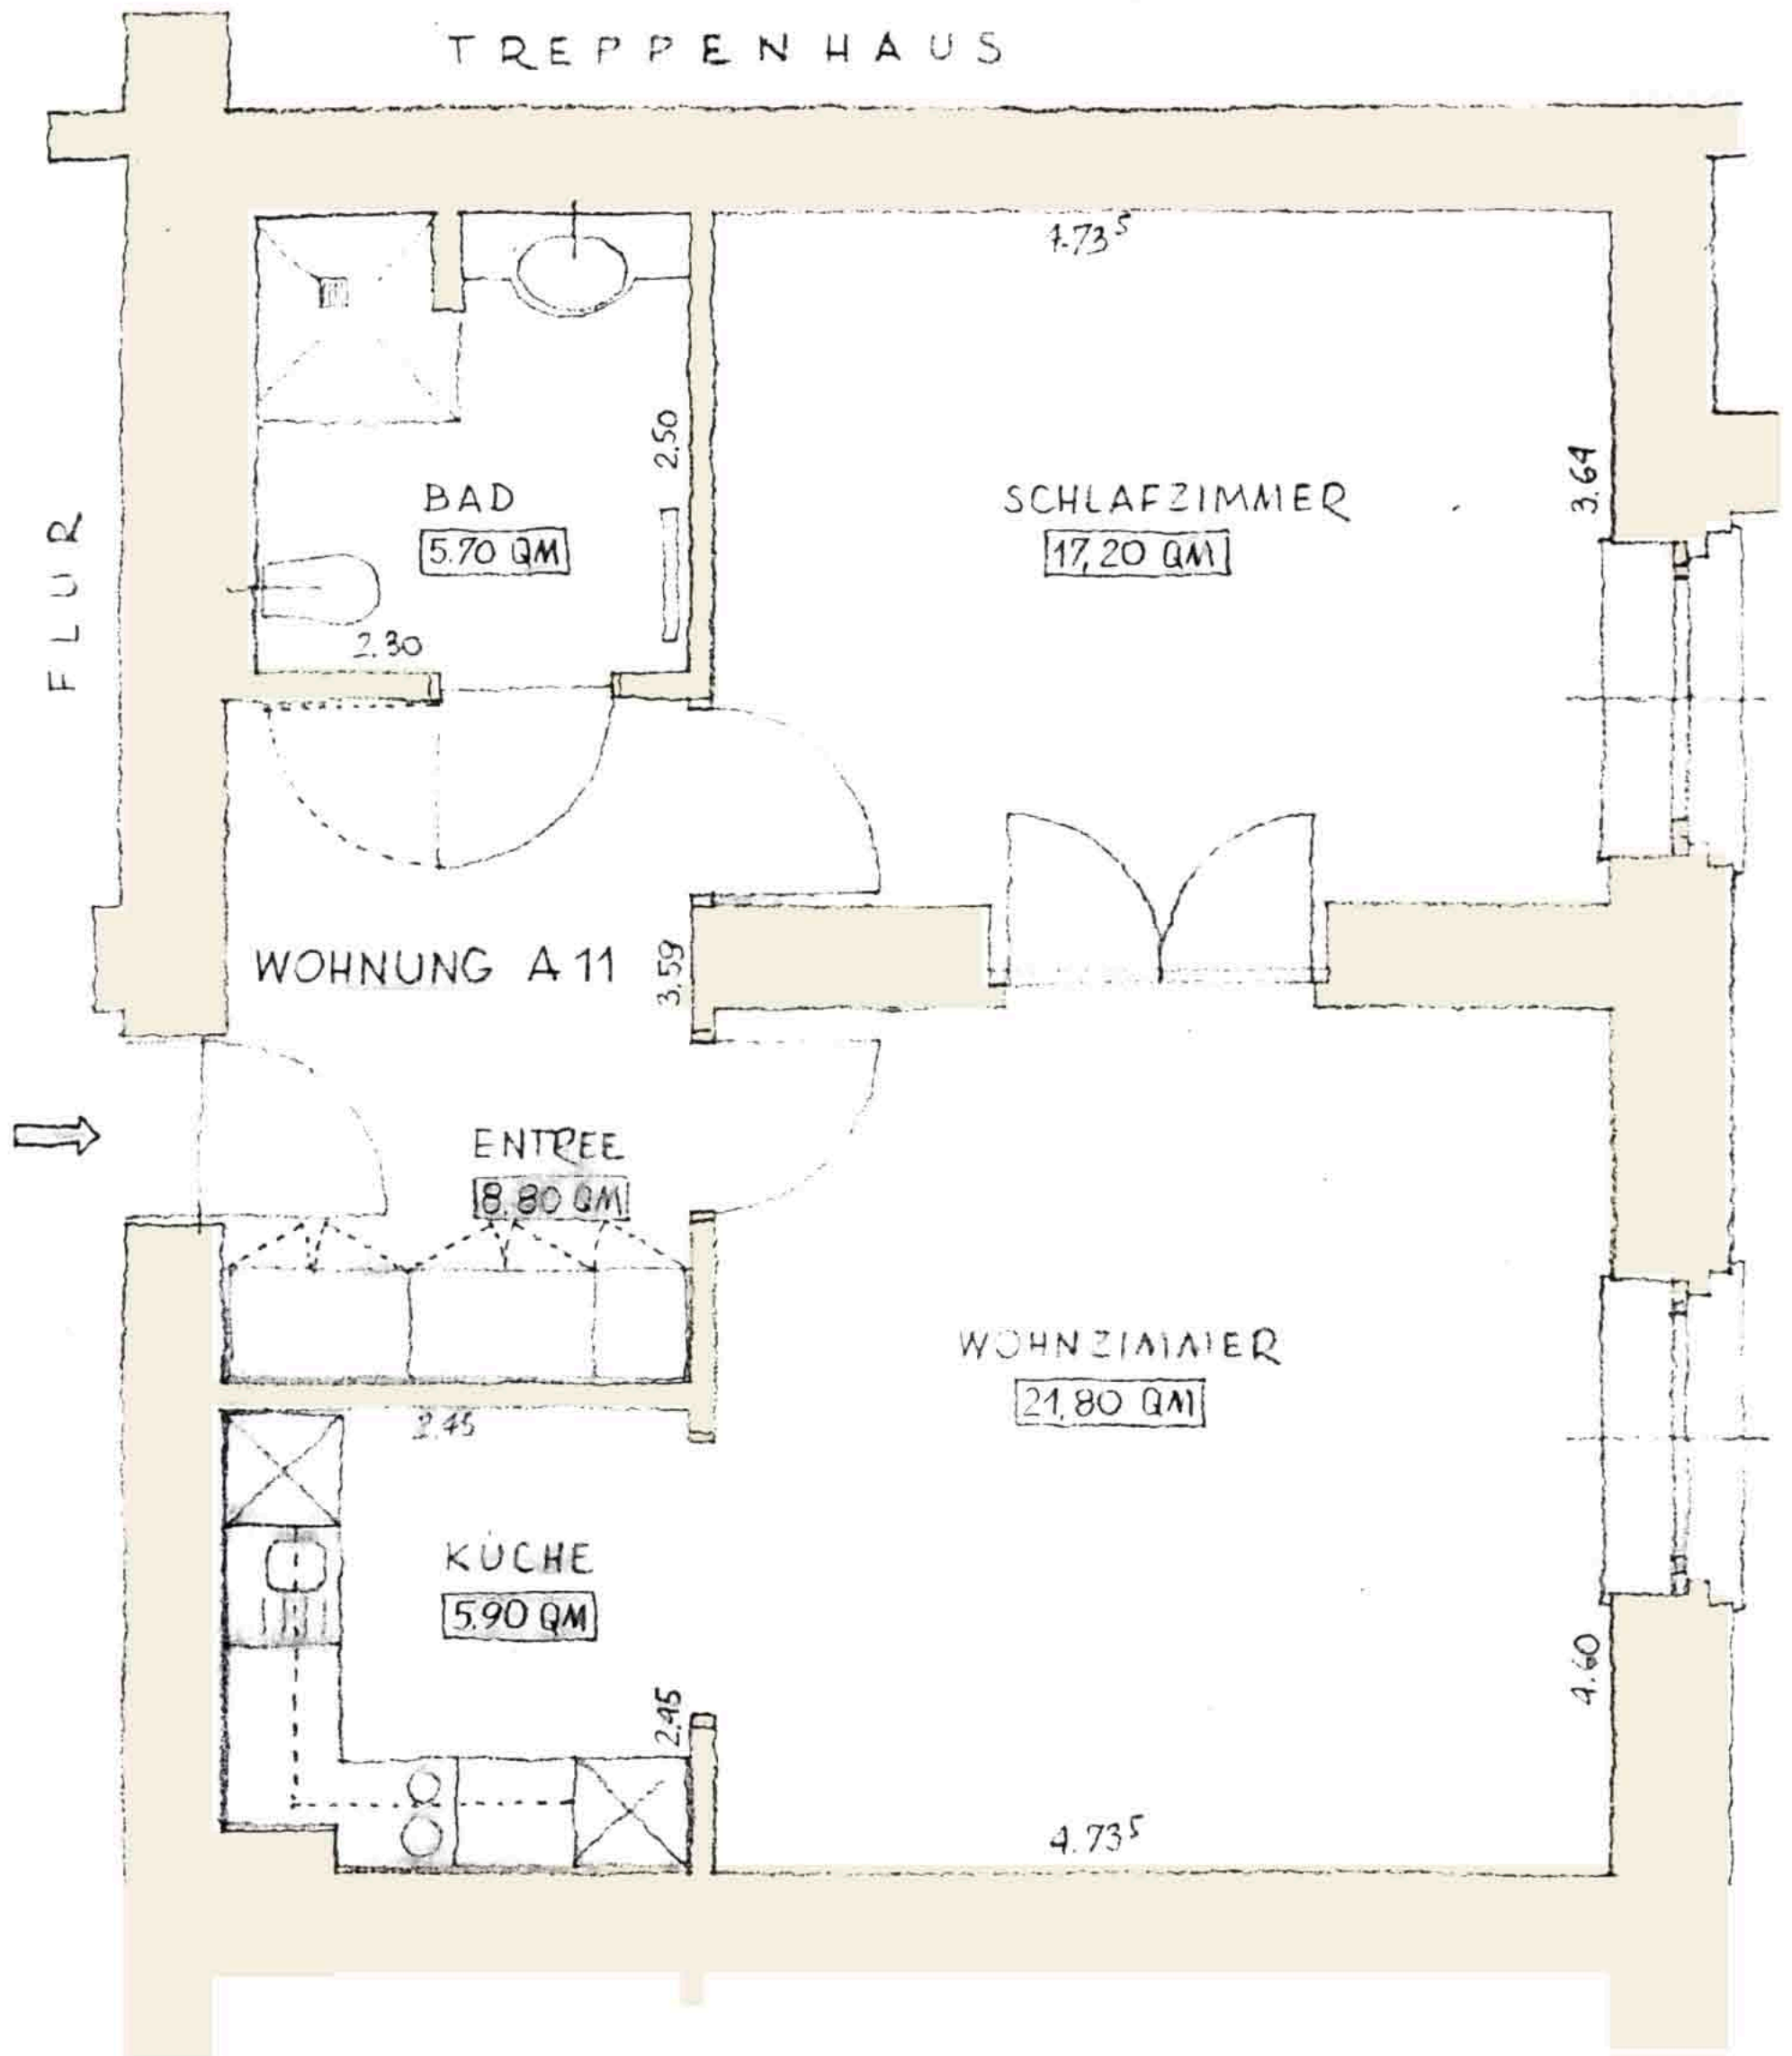 TREPPENHAUS
4.73⁵
2.50
BAD
5.70 QM
SCHLAFZIMMER
17,20 QM
3.64
FLUR
2.30
WOHNUNG A 11
3.59
ENTREE
8.80 QM
WOHNZIMMER
21,80 QM
2.45
KÜCHE
5.90 QM
2.45
4.60
4.73⁵